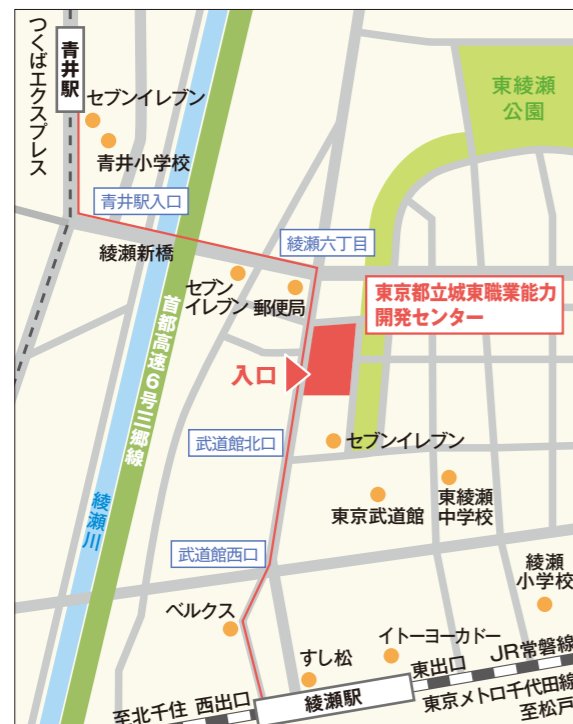 つくばエクスプレス
青井駅
セブンイレブン
青井小学校
青井駅入口
綾瀬新橋
東綾瀬
公園
綾瀬六丁目
セブン
イレブン
郵便局
東京都立城東職業能力
開発センター
首都高速6号三郷線
入口
武道館北口
セブンイレブン
綾瀬川
東京武道館
東綾瀬
中学校
武道館西口
綾瀬
小学校
ベルクス
すし松
イトーヨーカドー
東出口
JR常磐線
至北千住
西出口
綾瀬駅
東京メトロ千代田線
至松戸